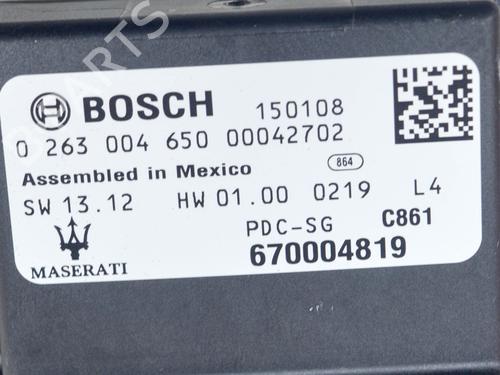 BOSCH 150108
0 263 004 650 00042702
Assembled in Mexico 864
SW 13.12 HW 01.00 0219 L4
PDC-SG C861
MASERATI 670004819